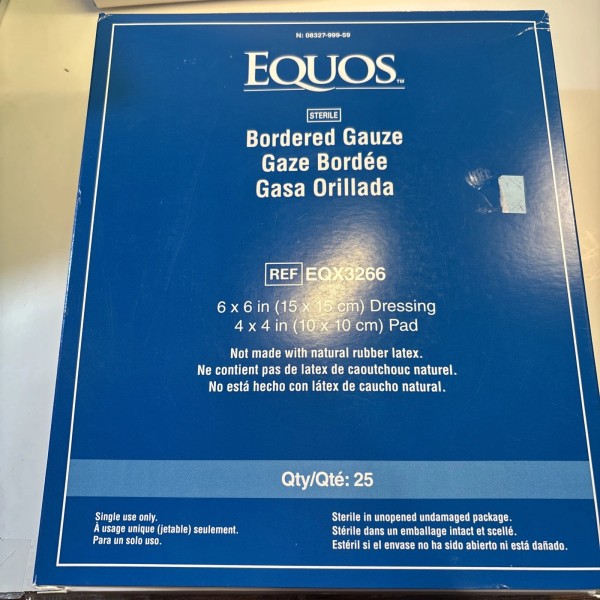 N: 08327-999-59
EQUOS™
STERILE
Bordered Gauze
Gaze Bordée
Gasa Orillada
REF EQX3266
6 x 6 in (15 x 15 cm) Dressing
4 x 4 in (10 x 10 cm) Pad
Not made with natural rubber latex.
Ne contient pas de latex de caoutchouc naturel.
No está hecho con látex de caucho natural.
Qty/Qté: 25
Single use only.
À usage unique (jetable) seulement.
Para un solo uso.
Sterile in unopened undamaged package.
Stérile dans un emballage intact et scellé.
Estéril si el envase no ha sido abierto ni está dañado.